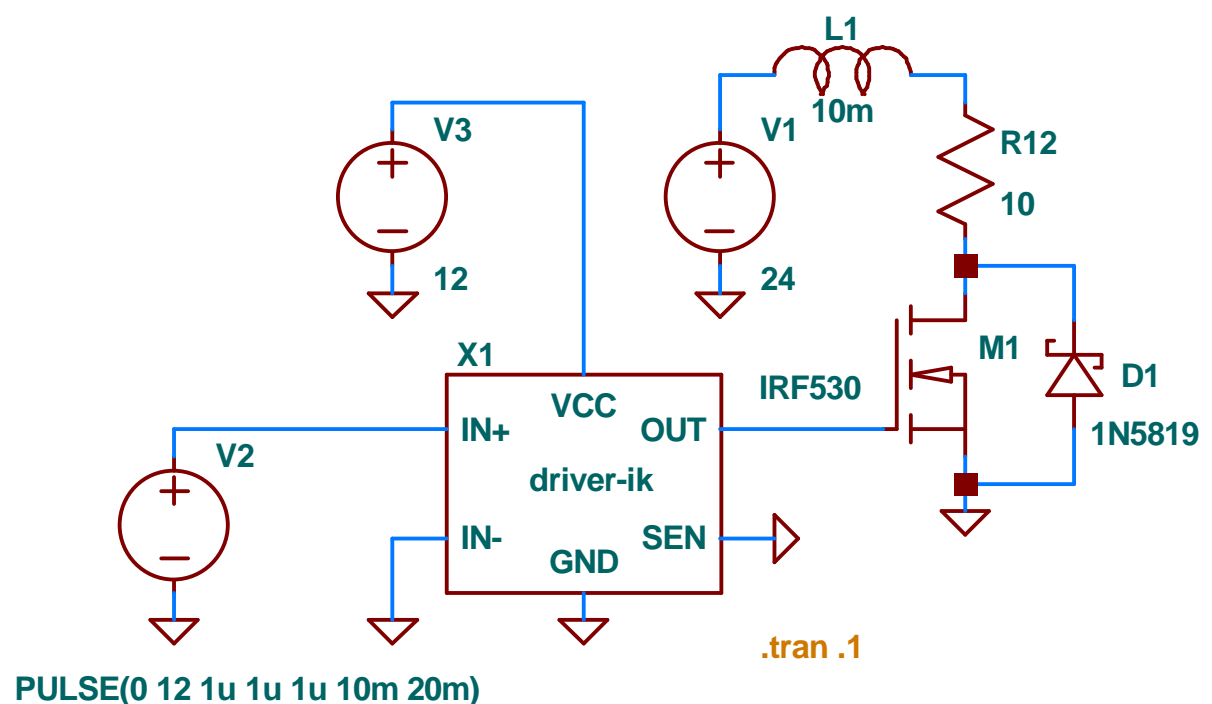 L1
10m
V3
V1
R12
10
12
24
X1
M1
VCC
IRF530
D1
IN+
OUT
1N5819
V2
driver-ik
IN-
SEN
GND
.tran .1
PULSE(0 12 1u 1u 1u 10m 20m)